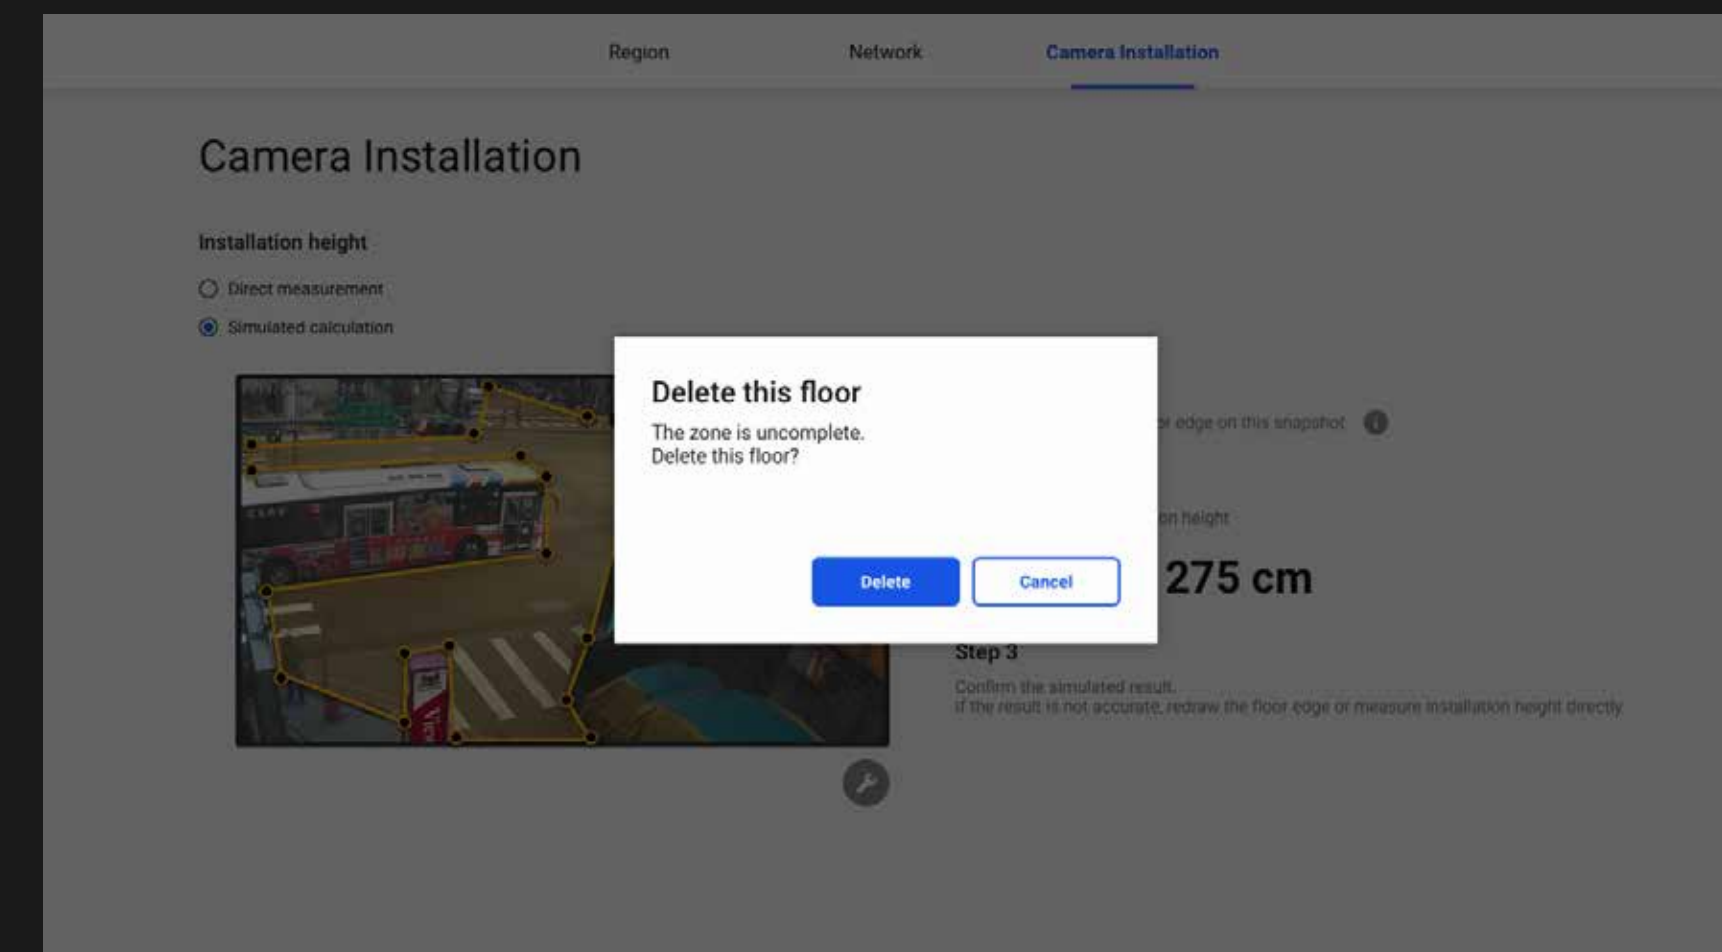 Region
Network
Camera Installation
Camera Installation
Installation height
Direct measurement
Simulated calculation
Delete this floor
The zone is uncomplete.
Delete this floor?
Delete
Cancel
edge on this snapshot
height
275 cm
Step 3
Confirm the simulated result.
If the result is not accurate, redraw the floor edge or measure installation height directly